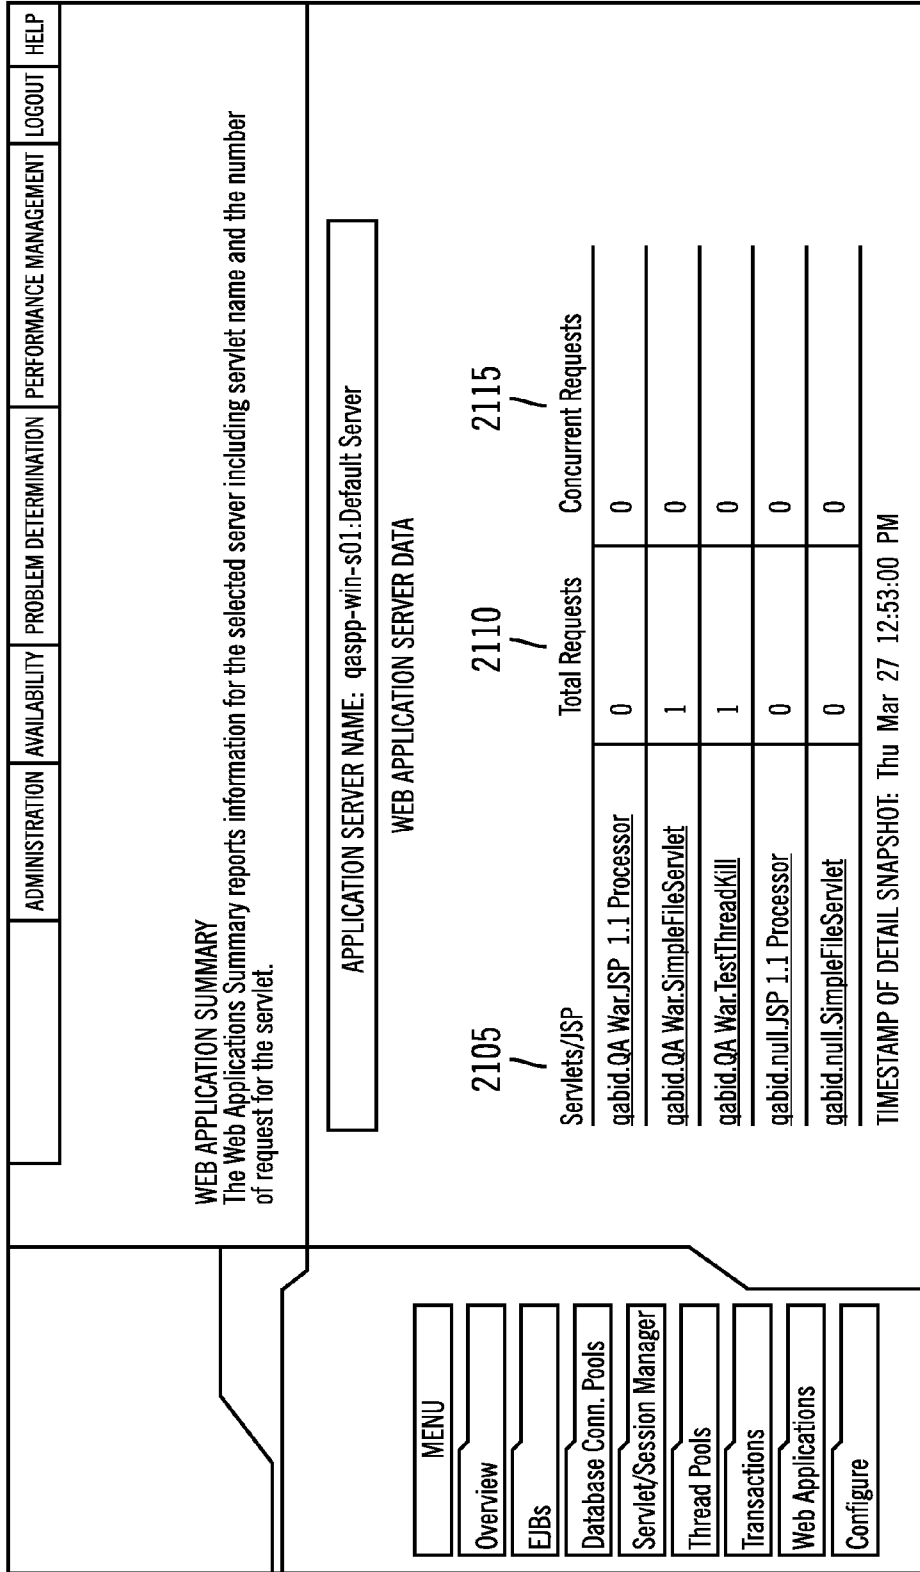 ADMINISTRATION AVAILABILITY PROBLEM DETERMINATION PERFORMANCE MANAGEMENT LOGOUT HELP
WEB APPLICATION SUMMARY
The Web Applications Summary reports information for the selected server including servlet name and the number
of request for the servlet.
MENU
Overview
EJBs
Database Conn. Pools
Servlet/Session Manager
Thread Pools
Transactions
Web Applications
Configure
APPLICATION SERVER NAME: qaspp-win-s01:Default Server
WEB APPLICATION SERVER DATA
2105 2110 2115
Servlets/JSP Total Requests Concurrent Requests
qabid.QA War.JSP 1.1 Processor 0 0
qabid.QA War.SimpleFileServlet 1 0
qabid.QA War.TestThreadKill 1 0
qabid.null.JSP 1.1 Processor 0 0
qabid.null.SimpleFileServlet 0 0
TIMESTAMP OF DETAIL SNAPSHOT: Thu Mar 27 12:53:00 PM